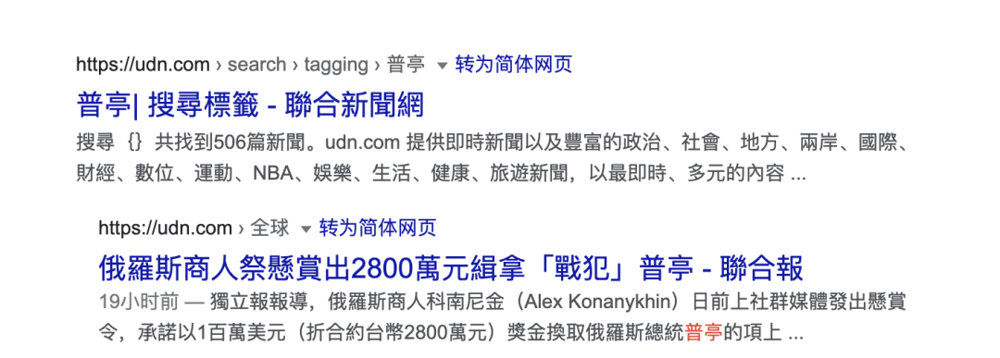 https://udn.com › search › tagging › 普亭 ▼ 转为简体网页
普亭| 搜尋標籤 - 聯合新聞網
搜尋｛｝共找到506篇新聞。udn.com 提供即時新聞以及豐富的政治、社會、地方、兩岸、國際、
財經、數位、運動、NBA、娛樂、生活、健康、旅遊新聞，以最即時、多元的內容 ...
https://udn.com › 全球 ▼ 转为简体网页
俄羅斯商人祭懸賞出2800萬元緝拿「戰犯」普亭 - 聯合報
19小时前 — 獨立報報導，俄羅斯商人科南尼金（Alex Konanykhin）日前上社群媒體發出懸賞
令，承諾以1百萬美元（折合約台幣2800萬元）獎金換取俄羅斯總統普亭的項上 ...